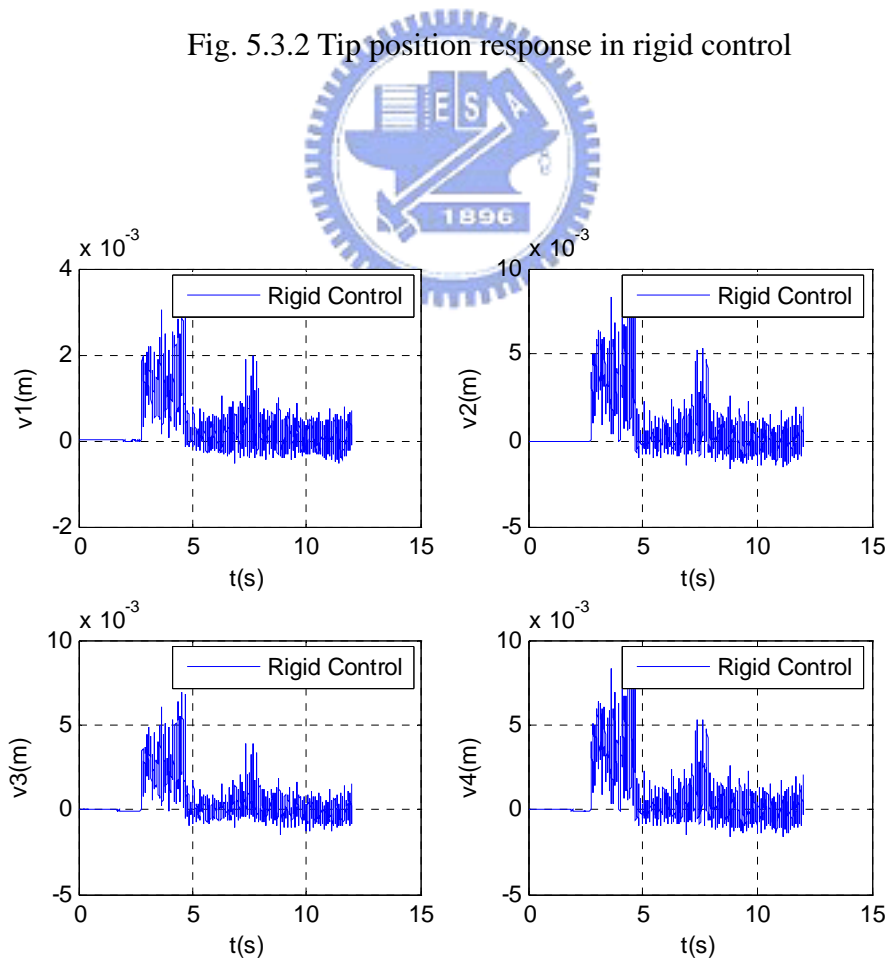 Fig. 5.3.2 Tip position response in rigid control
E S A
1896
x 10-3
4
2
0
-2
v1(m)
Rigid Control
0 5 10 15
t(s)
x 10-3
10
5
0
-5
v2(m)
Rigid Control
0 5 10 15
t(s)
x 10-3
10
5
0
-5
v3(m)
Rigid Control
0 5 10 15
t(s)
x 10-3
10
5
0
-5
v4(m)
Rigid Control
0 5 10 15
t(s)